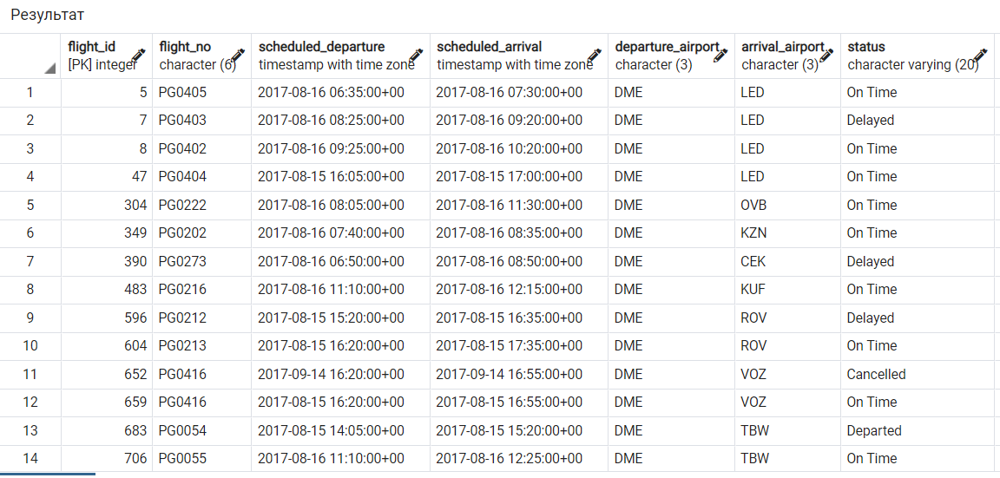 Результат
flight_id flight_no scheduled_departure scheduled_arrival departure_airport arrival_airport status
[PK] integer character (6) timestamp with time zone timestamp with time zone character (3) character (3) character varying (20)
1 5 PG0405 2017-08-16 06:35:00+00 2017-08-16 07:30:00+00 DME LED On Time
2 7 PG0403 2017-08-16 08:25:00+00 2017-08-16 09:20:00+00 DME LED Delayed
3 8 PG0402 2017-08-16 09:25:00+00 2017-08-16 10:20:00+00 DME LED On Time
4 47 PG0404 2017-08-15 16:05:00+00 2017-08-15 17:00:00+00 DME LED On Time
5 304 PG0222 2017-08-16 08:05:00+00 2017-08-16 11:30:00+00 DME OVB On Time
6 349 PG0202 2017-08-16 07:40:00+00 2017-08-16 08:35:00+00 DME KZN On Time
7 390 PG0273 2017-08-16 06:50:00+00 2017-08-16 08:50:00+00 DME CEK Delayed
8 483 PG0216 2017-08-16 11:10:00+00 2017-08-16 12:15:00+00 DME KUF On Time
9 596 PG0212 2017-08-15 15:20:00+00 2017-08-15 16:35:00+00 DME ROV Delayed
10 604 PG0213 2017-08-15 16:20:00+00 2017-08-15 17:35:00+00 DME ROV On Time
11 652 PG0416 2017-09-14 16:20:00+00 2017-09-14 16:55:00+00 DME VOZ Cancelled
12 659 PG0416 2017-08-15 16:20:00+00 2017-08-15 16:55:00+00 DME VOZ On Time
13 683 PG0054 2017-08-15 14:05:00+00 2017-08-15 15:20:00+00 DME TBW Departed
14 706 PG0055 2017-08-16 11:10:00+00 2017-08-16 12:25:00+00 DME TBW On Time